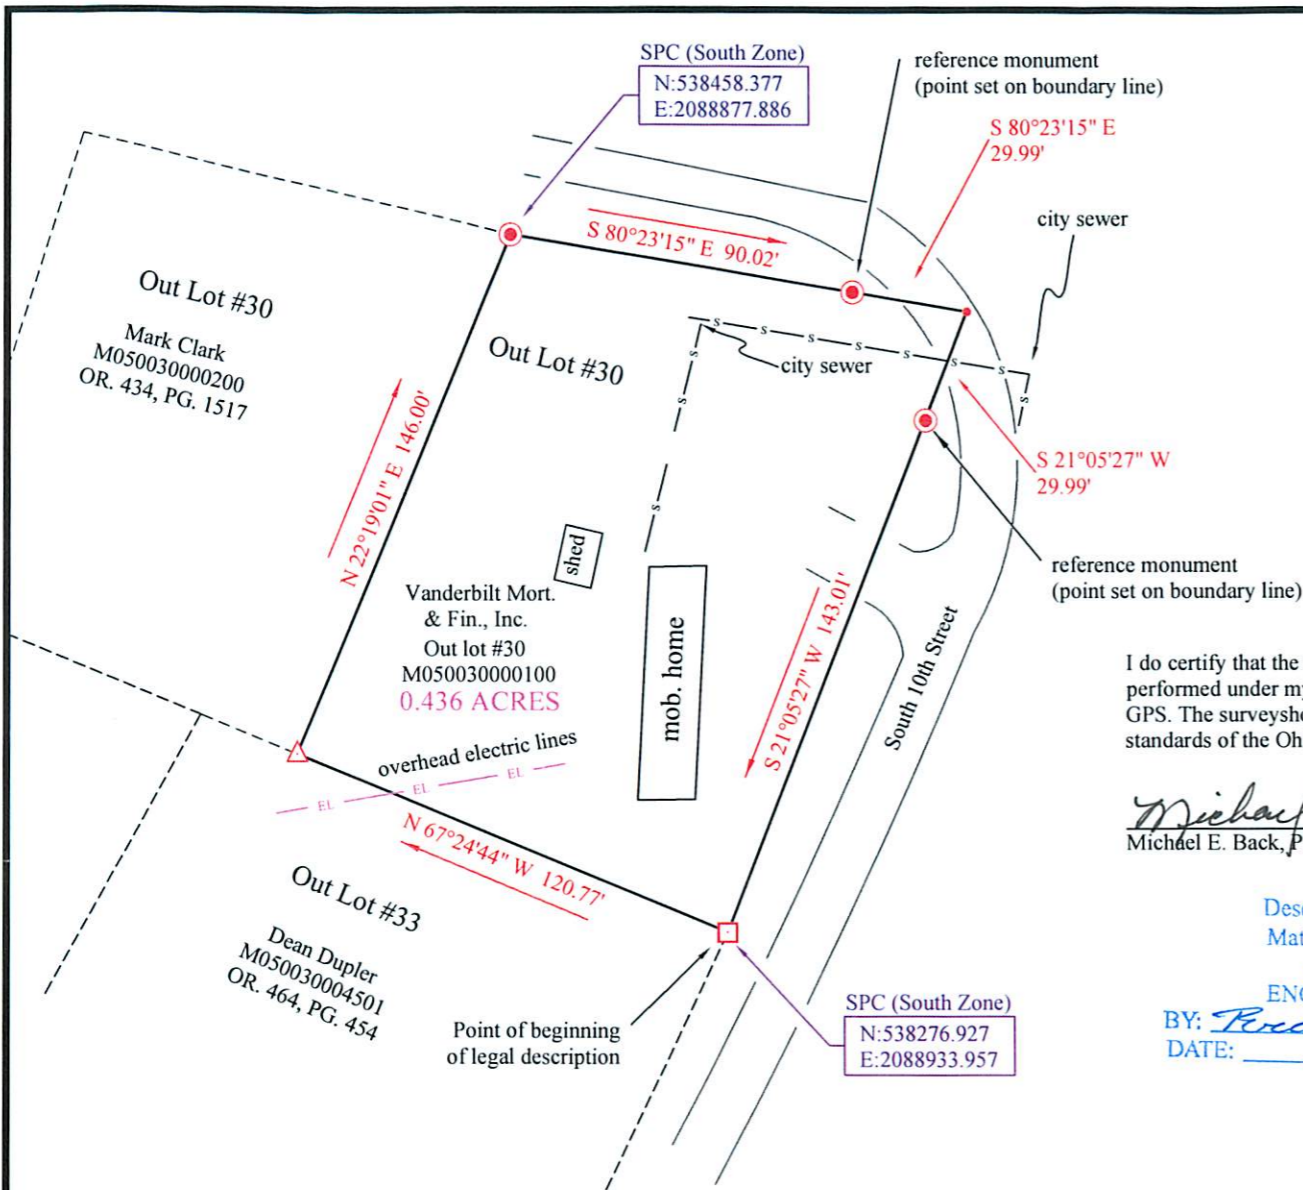 SPC (South Zone)
N:538458.377
E:2088877.886
reference monument
(point set on boundary line)
S 80°23'15" E
29.99'
city sewer
S 80°23'15" E 90.02'
Out Lot #30
Mark Clark
M050030000200
OR. 434, PG. 1517
Out Lot #30
s s s s s s s
city sewer
s
s
s
s
N 22°19'01" E 146.00'
S 21°05'27" W
29.99'
reference monument
(point set on boundary line)
shed
Vanderbilt Mort.
& Fin., Inc.
Out lot #30
M050030000100
0.436 ACRES
mob. home
S 21°05'27" W 143.01'
South 10th Street
I do certify that the
performed under my
GPS. The surveysho
standards of the Oh
overhead electric lines
EL EL EL
N 67°24'44" W 120.77'
Michael
Michael E. Back, P
Out Lot #33
Dean Dupler
M050030004501
OR. 464, PG. 454
Des
Mat
ENG
BY:
DATE:
SPC (South Zone)
N:538276.927
E:2088933.957
Point of beginning
of legal description